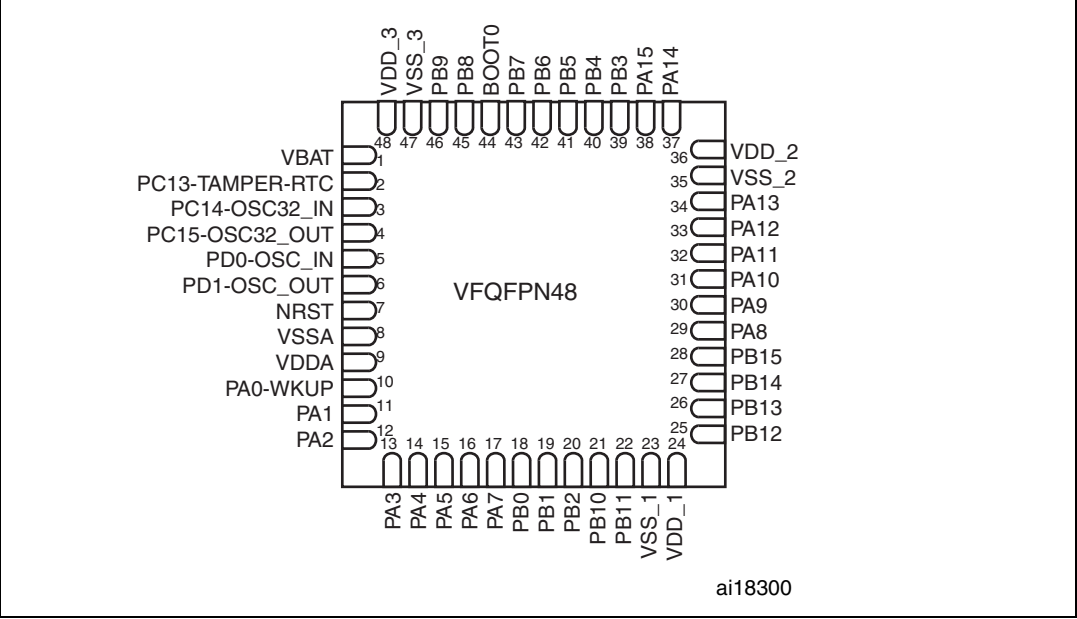 VDD_3
VSS_3
PB9
PB8
BOOT0
PB7
PB6
PB5
PB4
PB3
PA15
PA14
48 47 46 45 44 43 42 41 40 39 38 37
VBAT 1
PC13-TAMPER-RTC 2
PC14-OSC32_IN 3
PC15-OSC32_OUT 4
PD0-OSC_IN 5
PD1-OSC_OUT 6
NRST 7
VSSA 8
VDDA 9
PA0-WKUP 10
PA1 11
PA2 12
VFQFPN48
36 VDD_2
35 VSS_2
34 PA13
33 PA12
32 PA11
31 PA10
30 PA9
29 PA8
28 PB15
27 PB14
26 PB13
25 PB12
13 14 15 16 17 18 19 20 21 22 23 24
PA3
PA4
PA5
PA6
PA7
PB0
PB1
PB2
PB10
PB11
VSS_1
VDD_1
ai18300